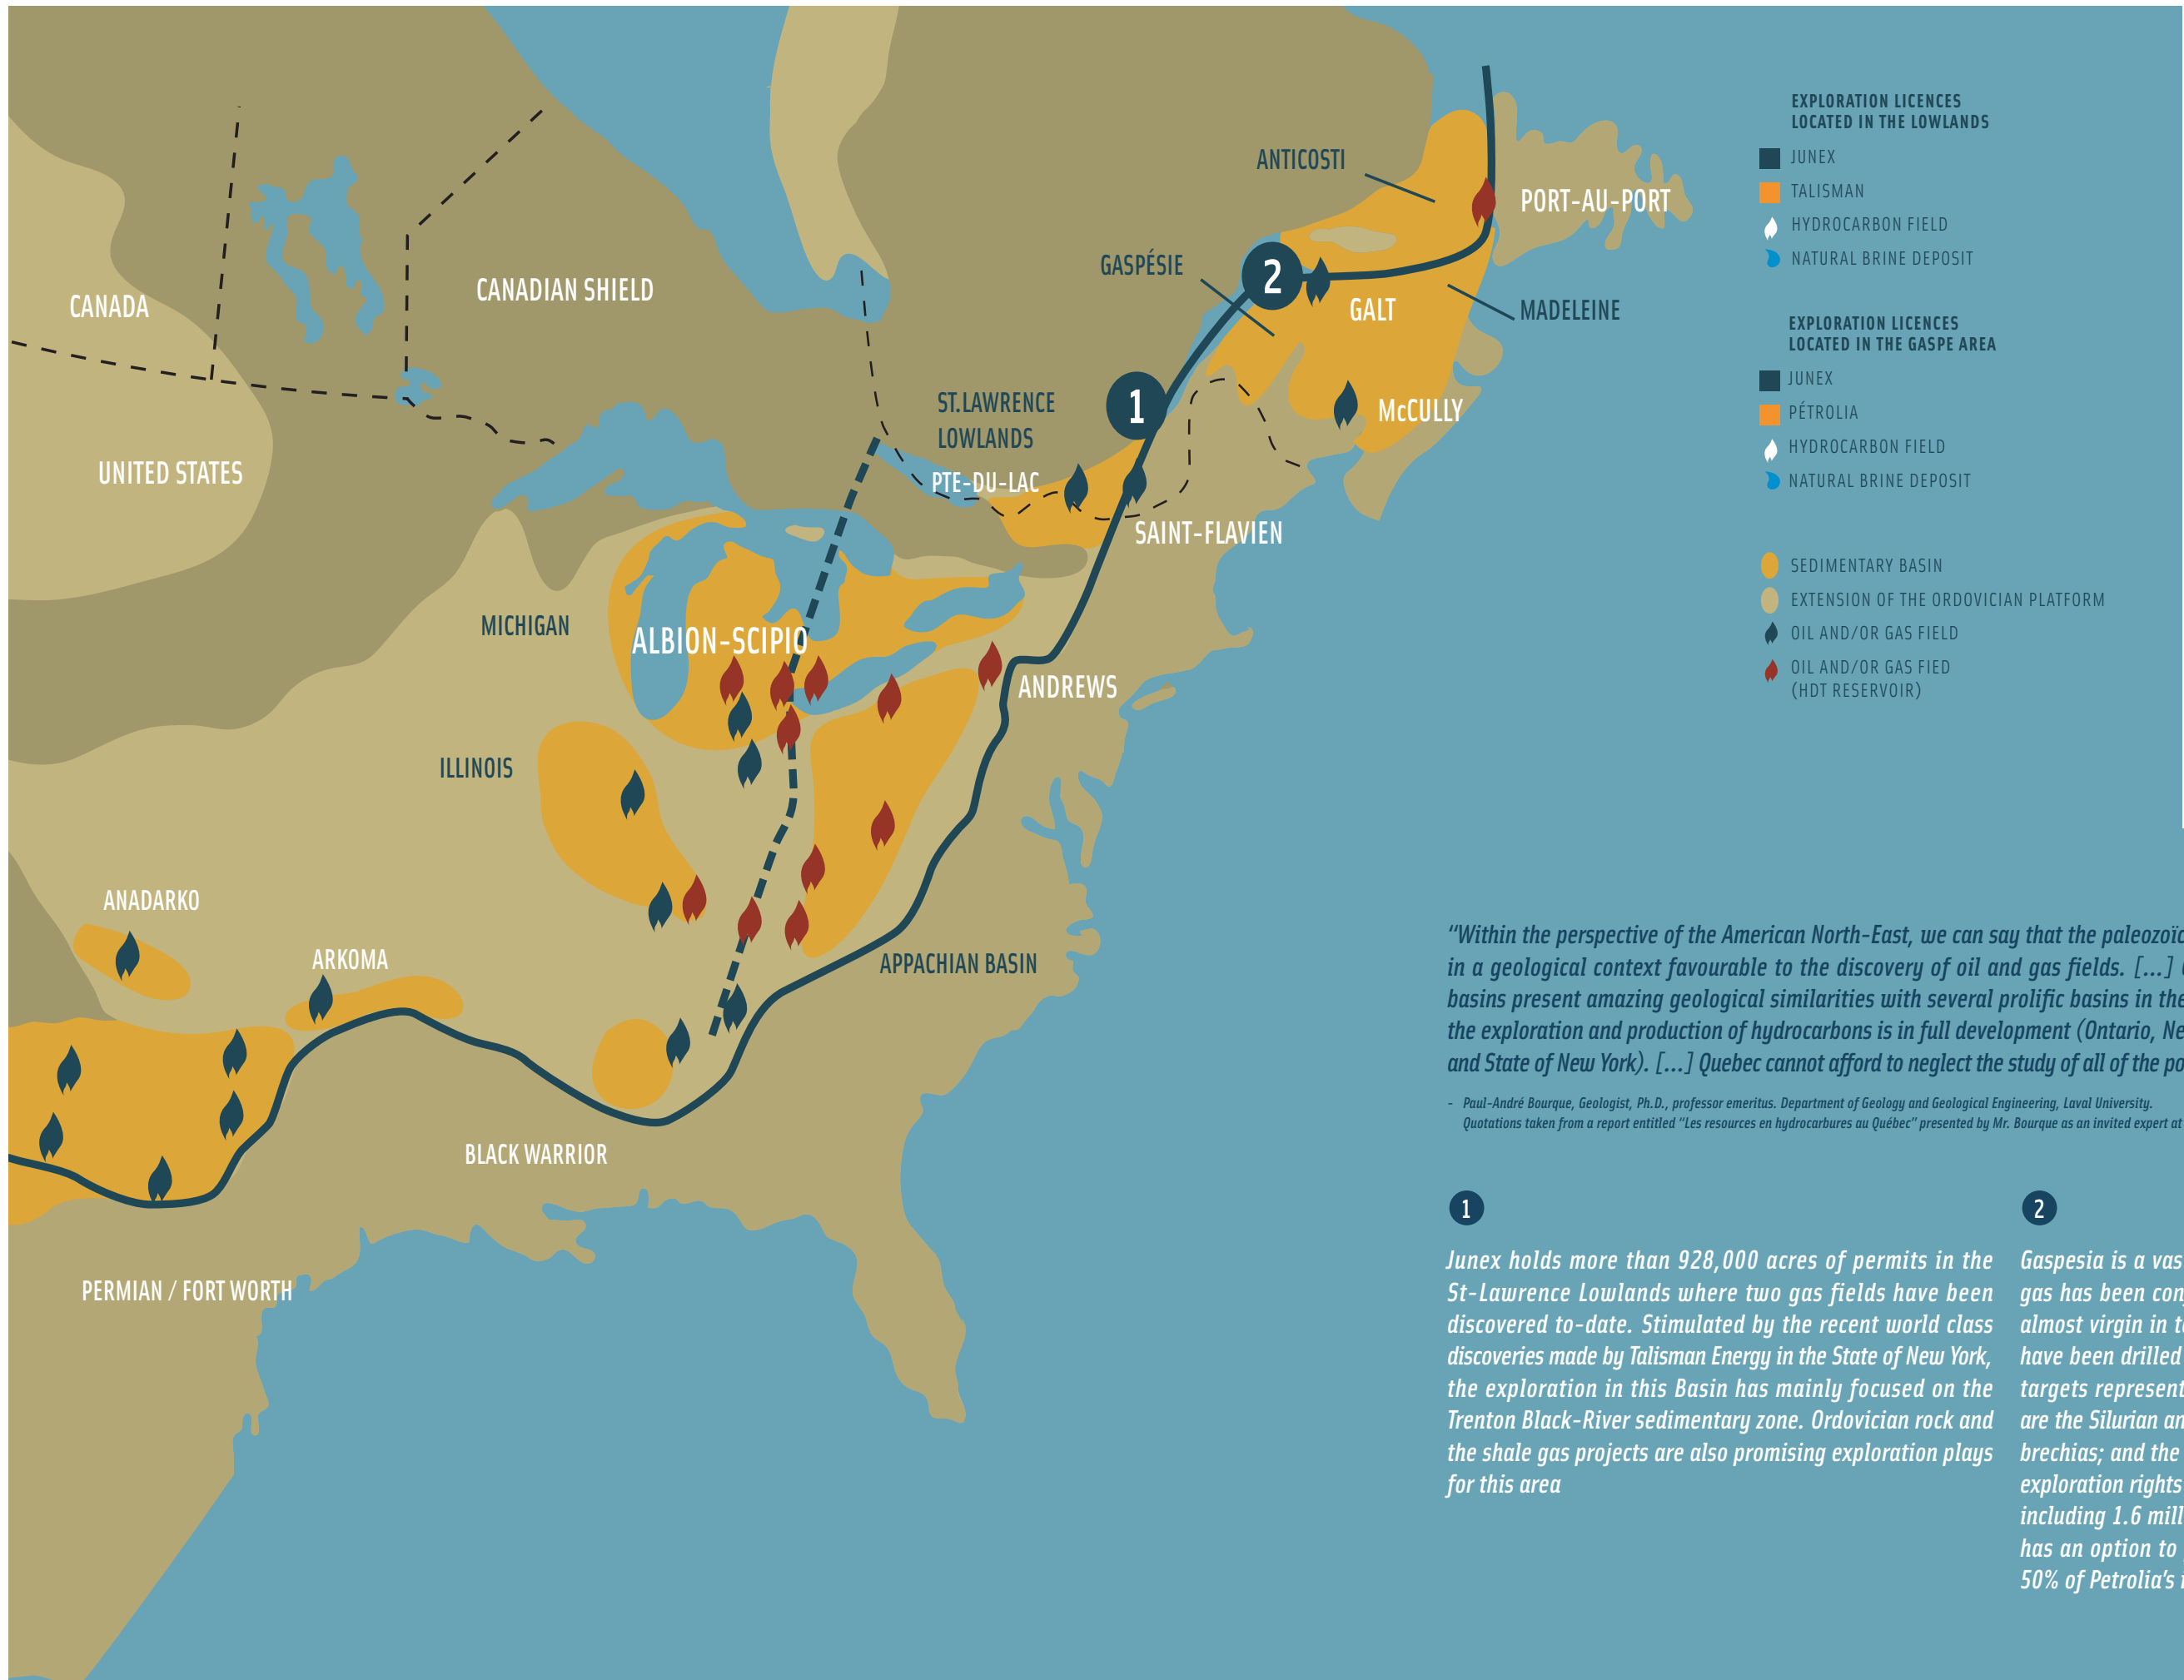 ANTICOSTI
PORT-AU-PORT
GASPÉSIE
2
CANADIAN SHIELD
CANADA
GALT
MADELEINE
ST.LAWRENCE
LOWLANDS
1
McCULLY
UNITED STATES
PTE-DU-LAC
SAINT-FLAVIEN
MICHIGAN
ALBION-SCIPIO
ANDREWS
ILLINOIS
ANADARKO
ARKOMA
APPACHIAN BASIN
BLACK WARRIOR
PERMIAN / FORT WORTH
EXPLORATION LICENCES
LOCATED IN THE LOWLANDS
JUNEX
TALISMAN
HYDROCARBON FIELD
NATURAL BRINE DEPOSIT
EXPLORATION LICENCES
LOCATED IN THE GASPE AREA
JUNEX
PÉTROLIA
HYDROCARBON FIELD
NATURAL BRINE DEPOSIT
SEDIMENTARY BASIN
EXTENSION OF THE ORDOVICIAN PLATFORM
OIL AND/OR GAS FIELD
OIL AND/OR GAS FIED
(HDT RESERVOIR)
“Within the perspective of the American North-East, we can say that the
in a geological context favourable to the discovery of oil and gas fields. [...]
basins present amazing geological similarities with several prolific basins in the
the exploration and production of hydrocarbons is in full development (Ontario,
and State of New York). [...] Quebec cannot afford to neglect the study of all of the
- Paul-André Bourque, Geologist, Ph.D., professor emeritus. Department of Geology and Geological Engineering, Laval University.
Quotations taken from a report entitled “Les resources en hydrocarbures au Québec” presented by Mr. Bourque as an invited expert at
1
Junex holds more than 928,000 acres of permits in the
St-Lawrence Lowlands where two gas fields have been
discovered to-date. Stimulated by the recent world class
discoveries made by Talisman Energy in the State of New York,
the exploration in this Basin has mainly focused on the
Trenton Black-River sedimentary zone. Ordovician rock and
the shale gas projects are also promising exploration plays
for this area
2
Gaspesia is a
gas has been
almost virgin in
have been drilled
targets
are the Silurian
brechias; and the
exploration rights
including 1.6
has an option to
50% of Petrolia’s